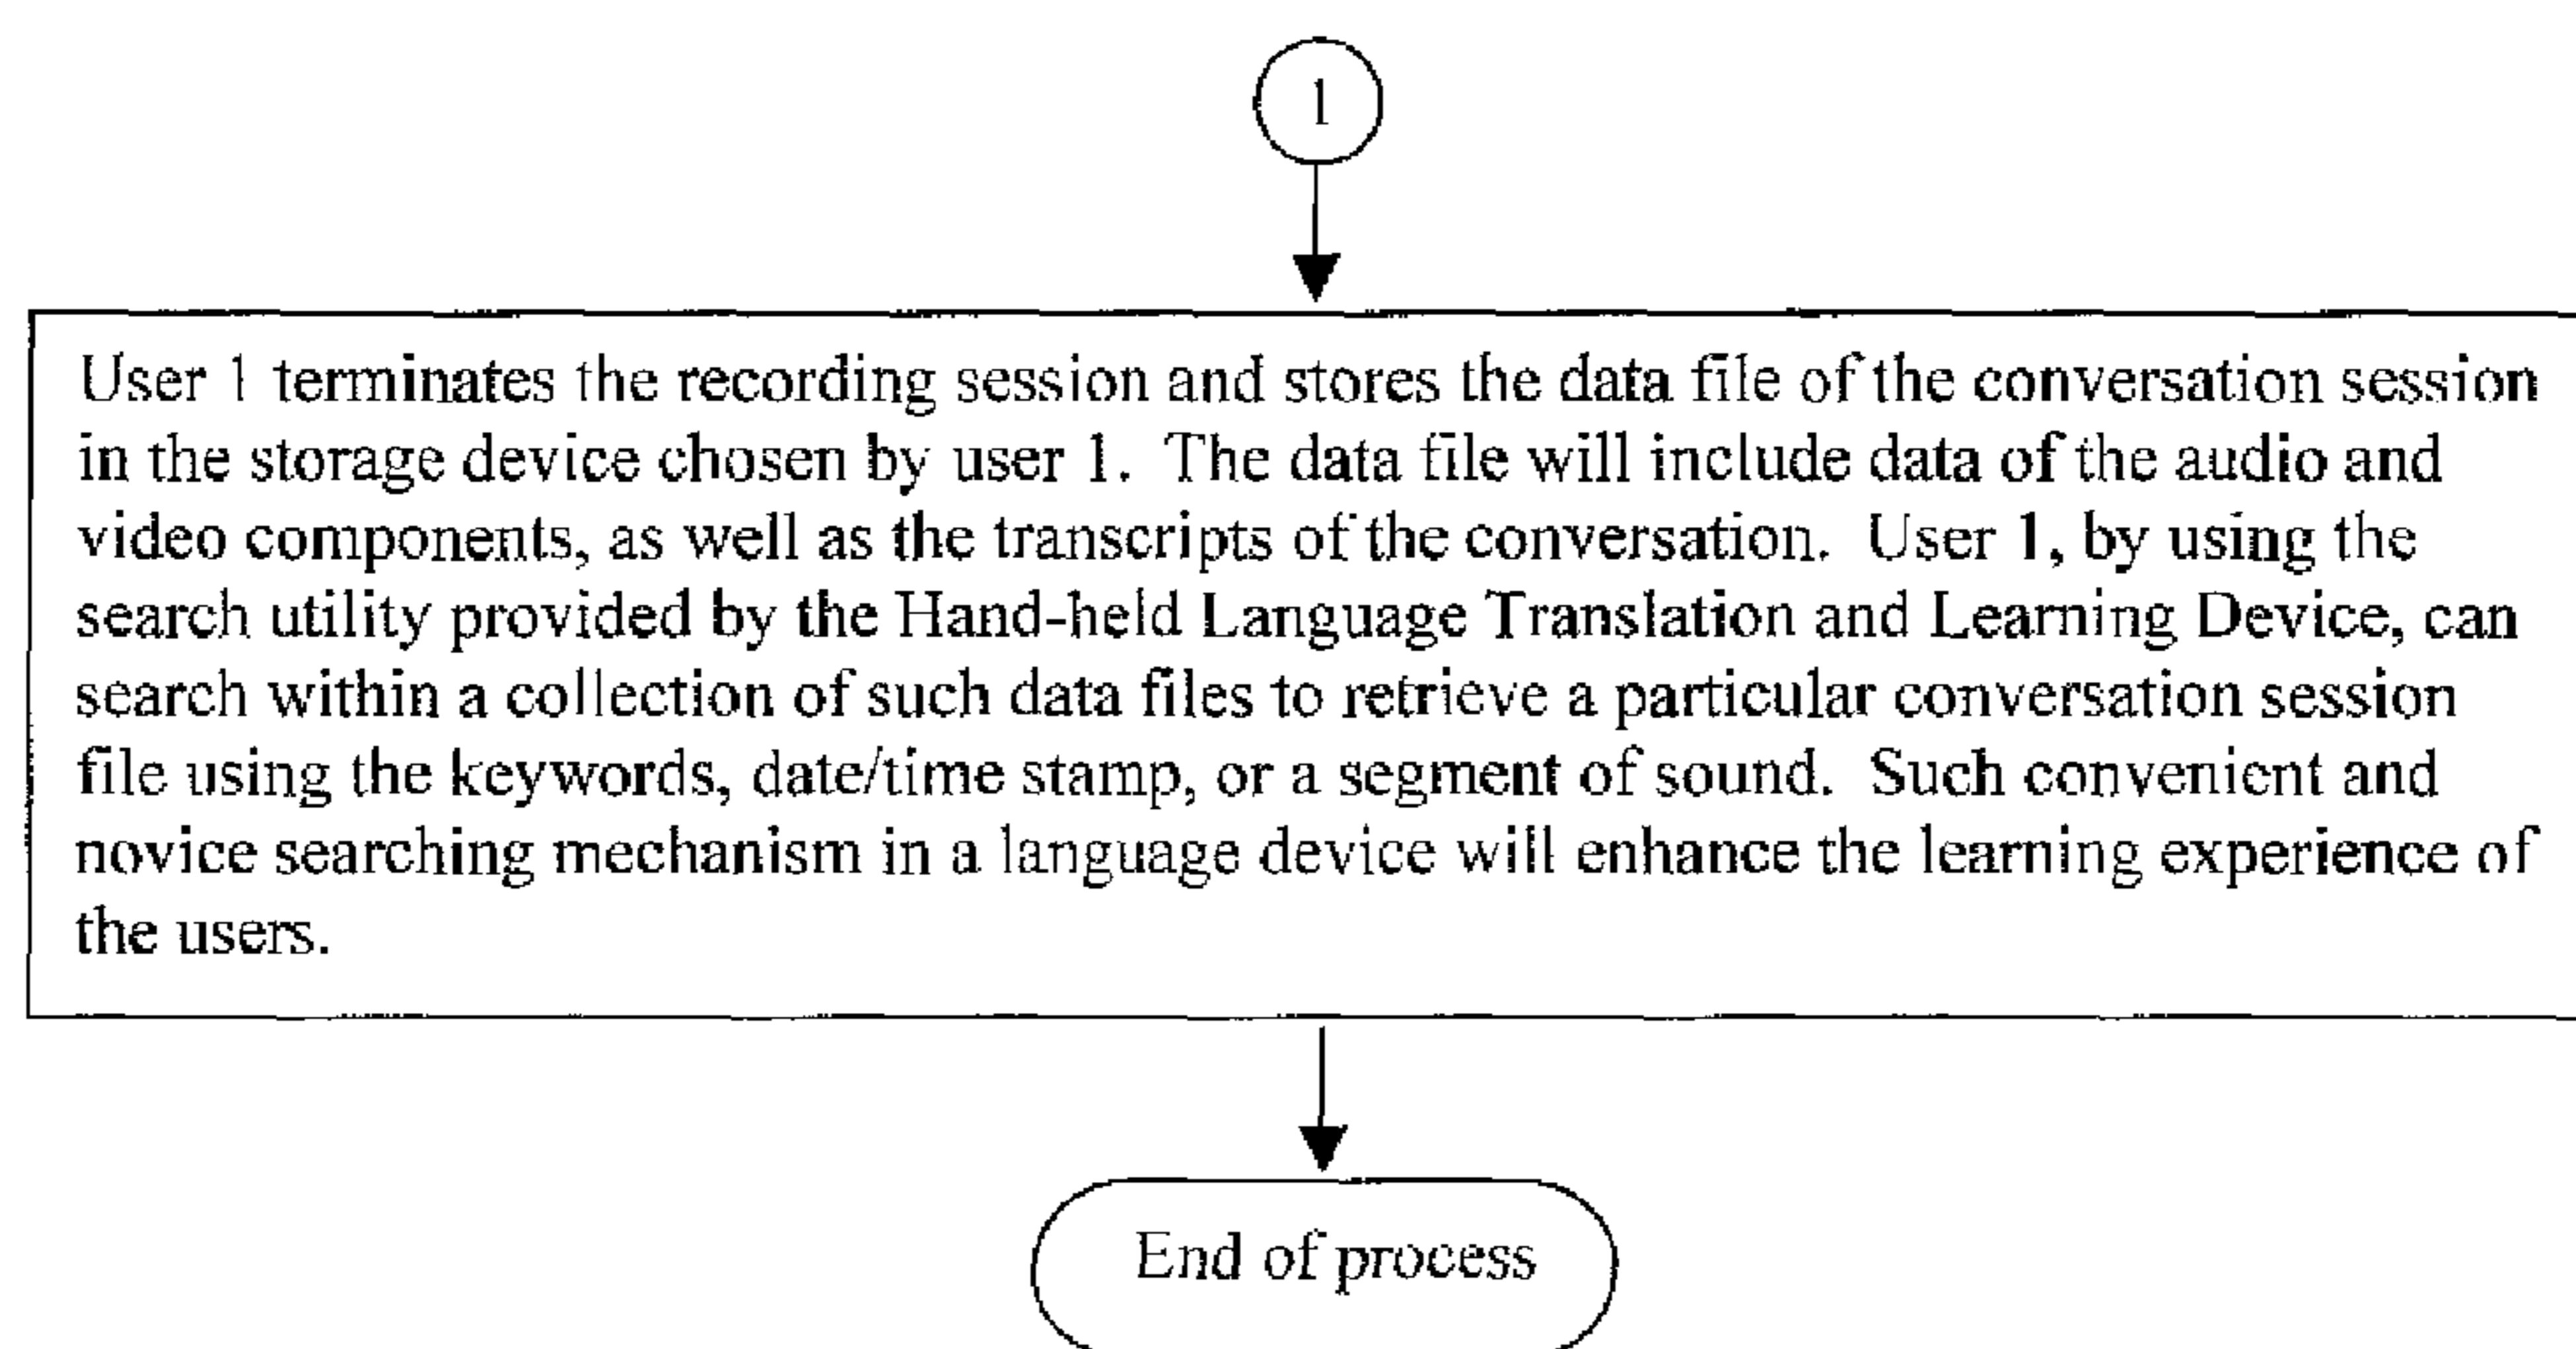 1
User 1 terminates the recording session and stores the data file of the conversation session
in the storage device chosen by user 1. The data file will include data of the audio and
video components, as well as the transcripts of the conversation. User 1, by using the
search utility provided by the Hand-held Language Translation and Learning Device, can
search within a collection of such data files to retrieve a particular conversation session
file using the keywords, date/time stamp, or a segment of sound. Such convenient and
novice searching mechanism in a language device will enhance the learning experience of
the users.
End of process